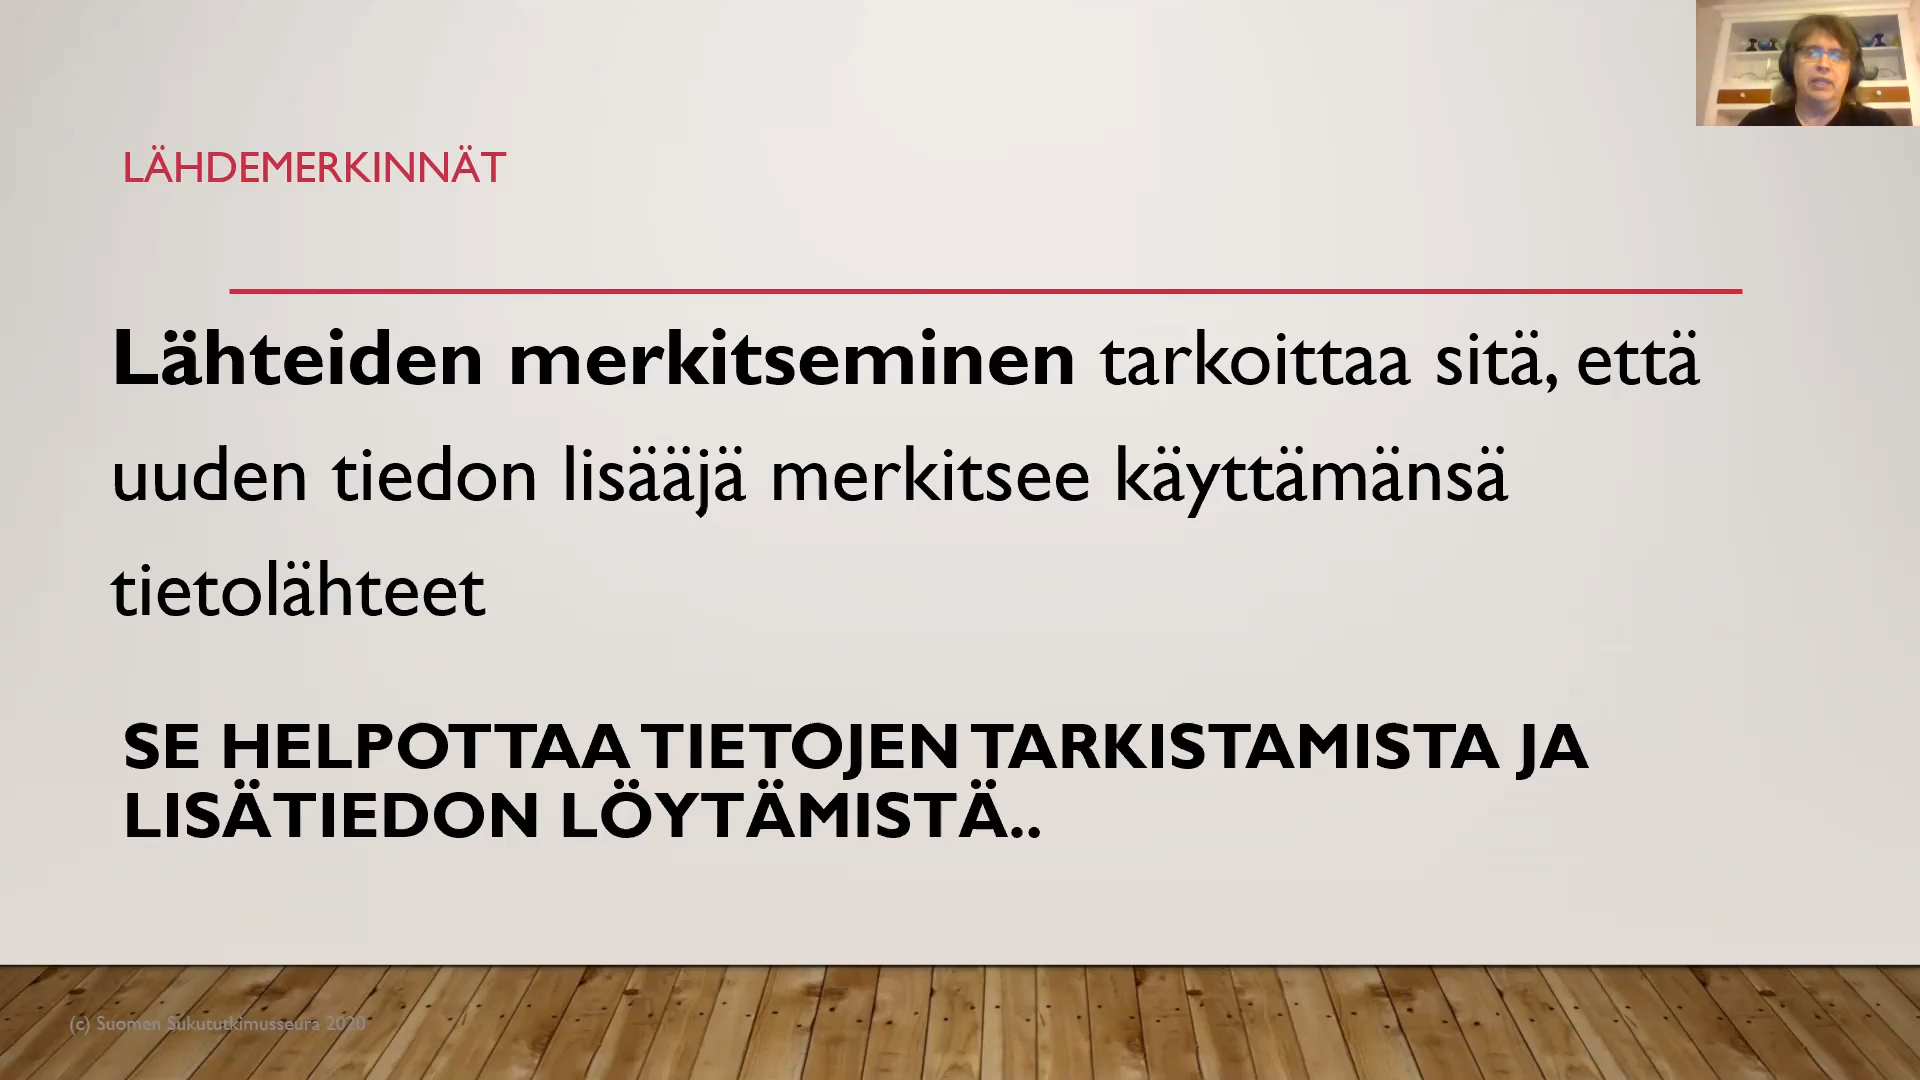 LÄHDEMERKINNÄT
Lähteiden merkitseminen tarkoittaa sitä, että
uuden tiedon lisääjä merkitsee käyttämänsä
tietolähteet
SE HELPOTTAA TIETOJEN TARKISTAMISTA JA
LISÄTIEDON LÖYTÄMISTÄ..
(c) Suomen Sukututkimusseura 2020